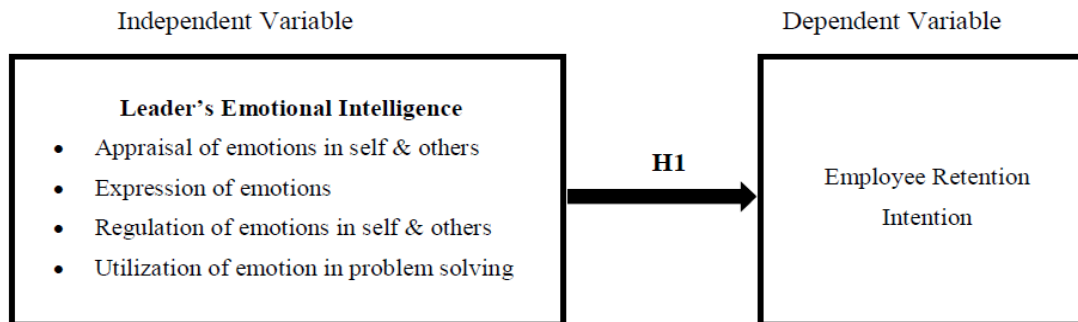 Independent Variable
Dependent Variable
Leader's Emotional Intelligence
• Appraisal of emotions in self & others
• Expression of emotions
• Regulation of emotions in self & others
• Utilization of emotion in problem solving
H1
Employee Retention
Intention